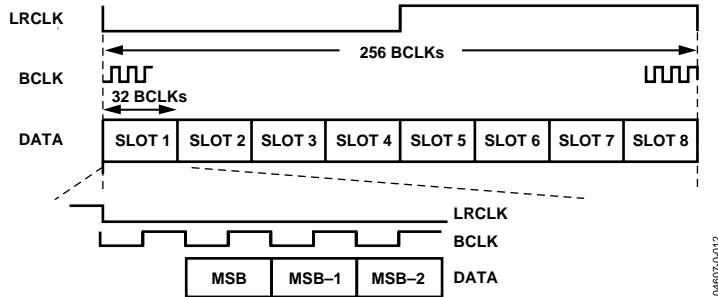 LRCLK
256 BCLKs
BCLK
32 BCLKs
DATA
SLOT 1 SLOT 2 SLOT 3 SLOT 4 SLOT 5 SLOT 6 SLOT 7 SLOT 8
LRCLK
BCLK
MSB MSB–1 MSB–2 DATA
04607-0-012